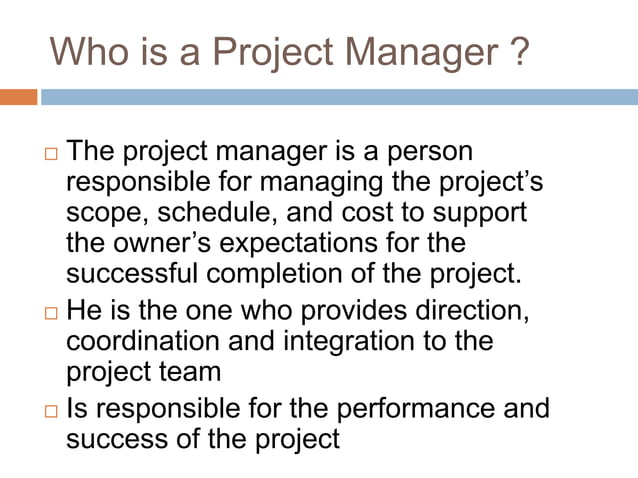 Who is a Project Manager ?
The project manager is a person
responsible for managing the project’s
scope, schedule, and cost to support
the owner’s expectations for the
successful completion of the project.
He is the one who provides direction,
coordination and integration to the
project team
Is responsible for the performance and
success of the project